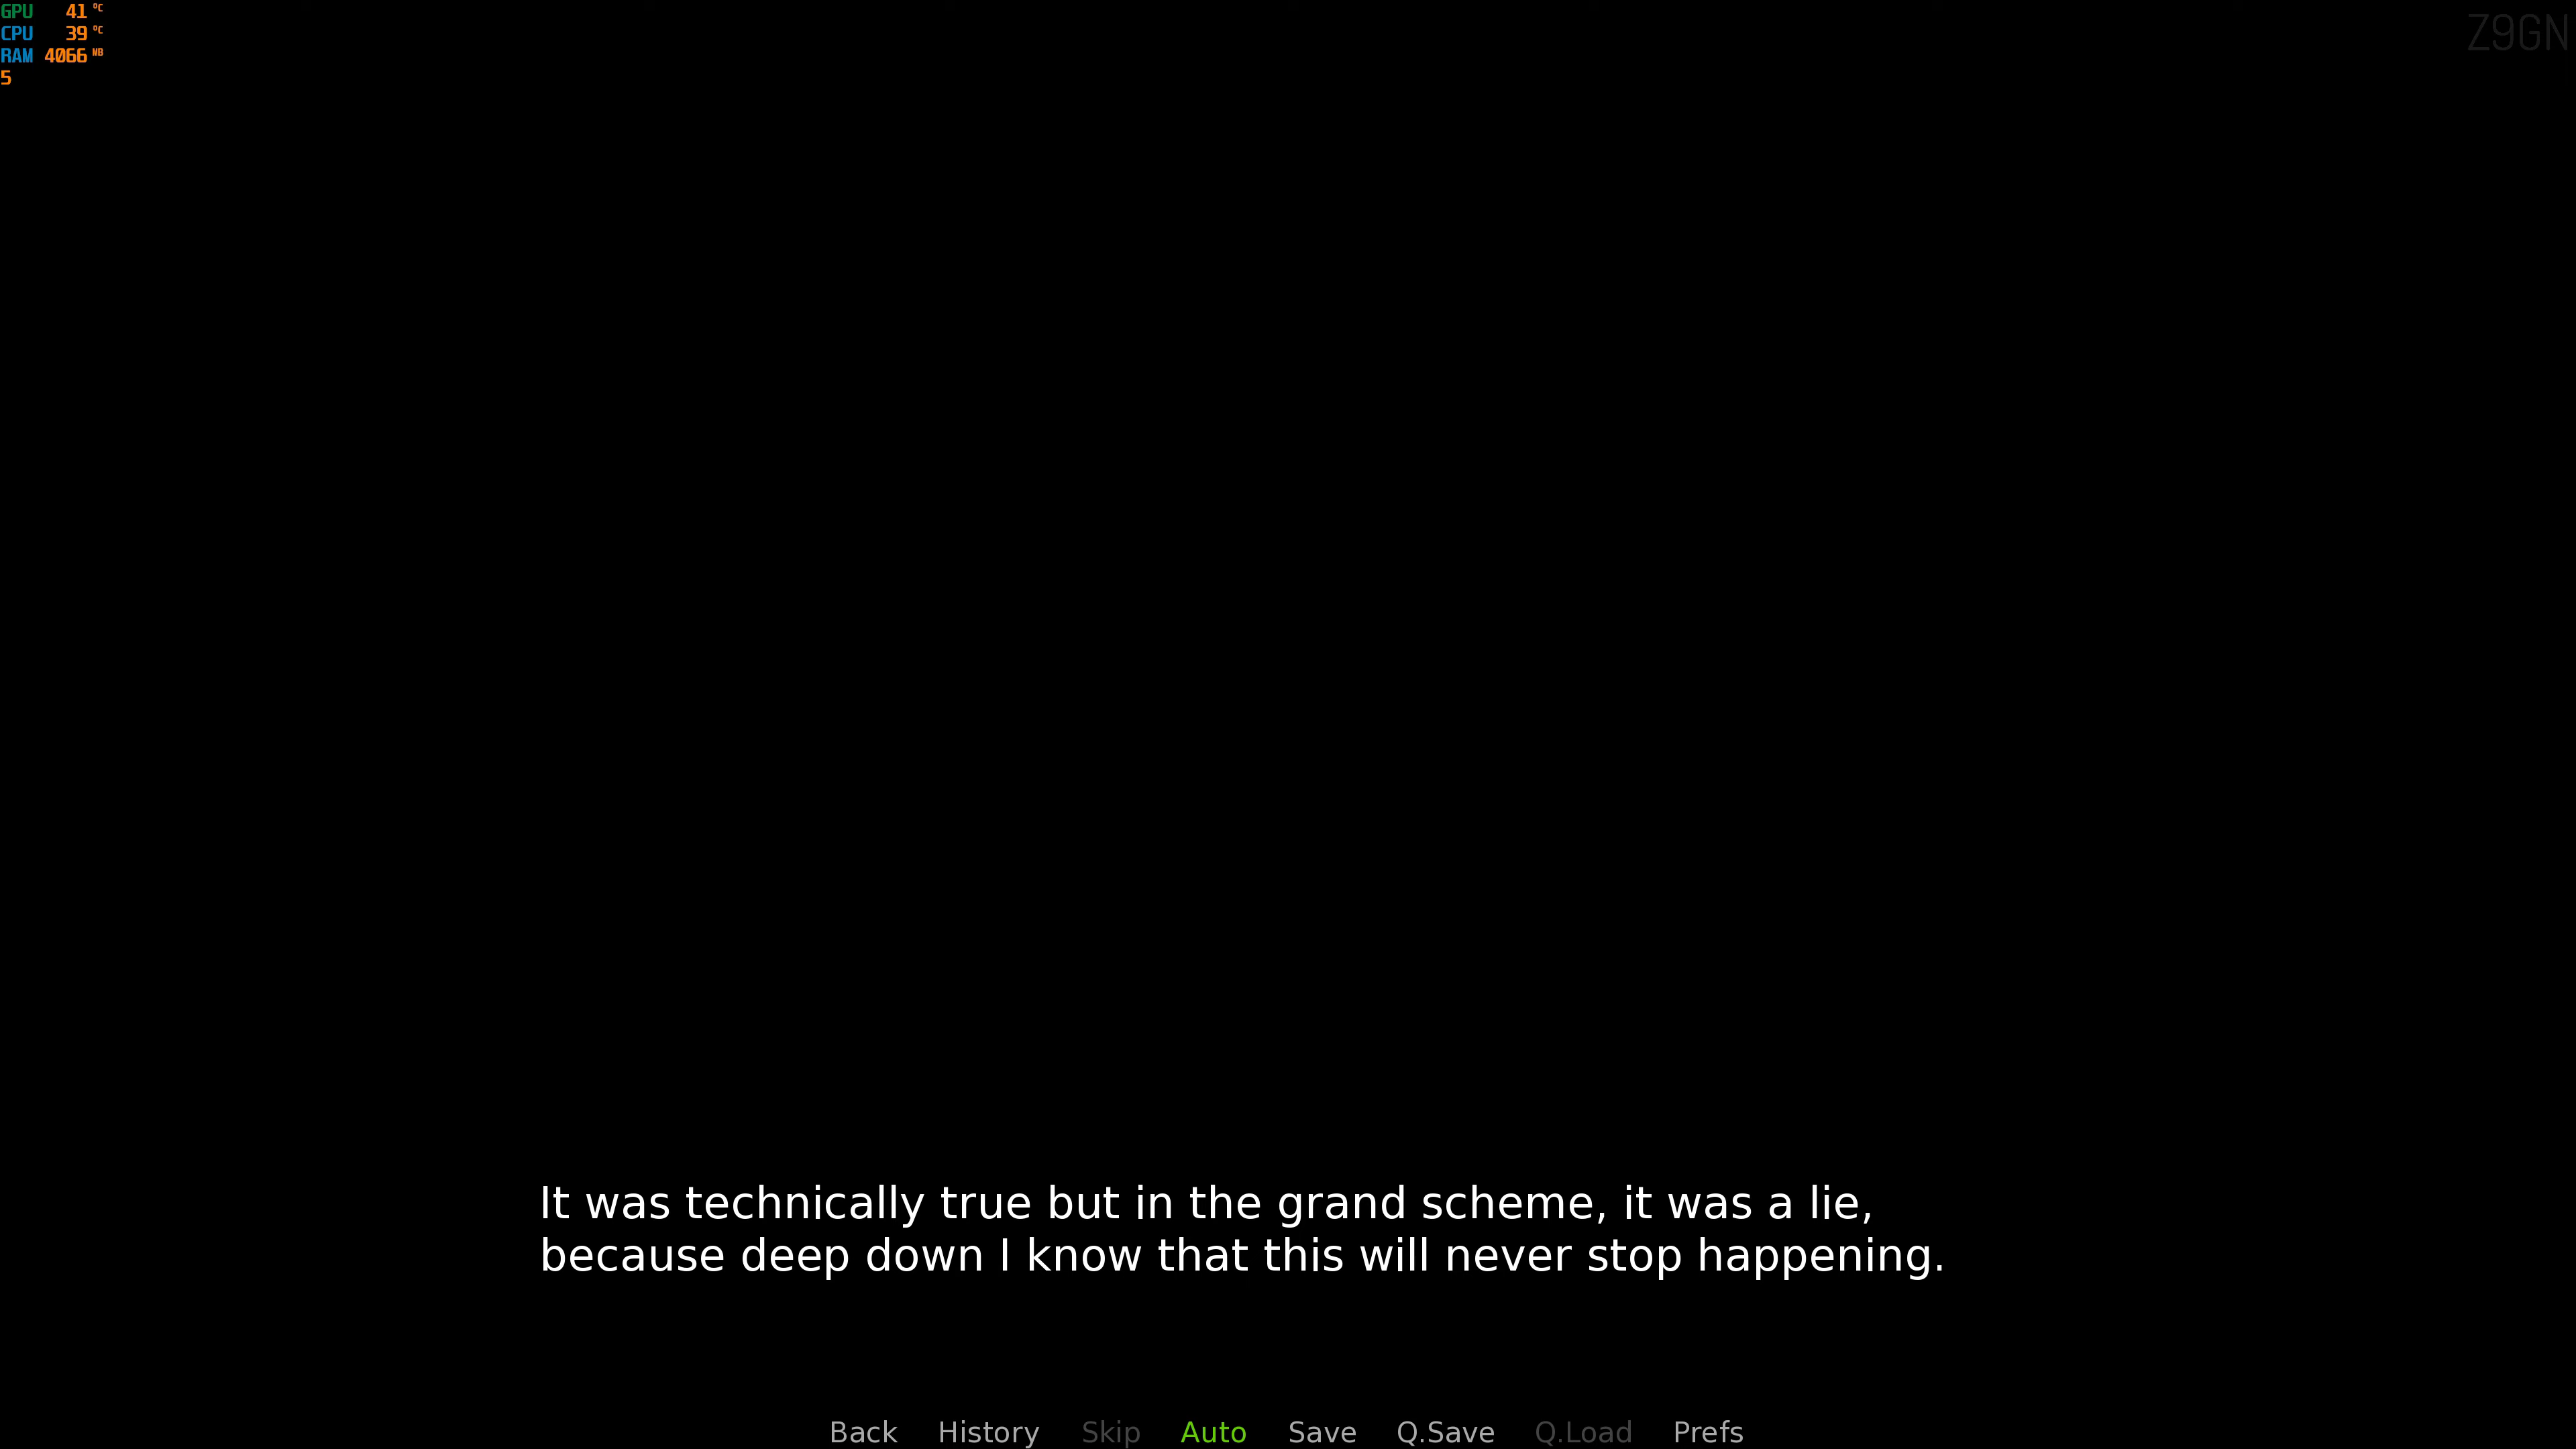 GPU 41 °C
CPU 39 °C
RAM 4066 MB
5
Z9GN
It was technically true but in the grand scheme, it was a lie,
because deep down I know that this will never stop happening.
Back History Skip Auto Save Q.Save Q.Load Prefs